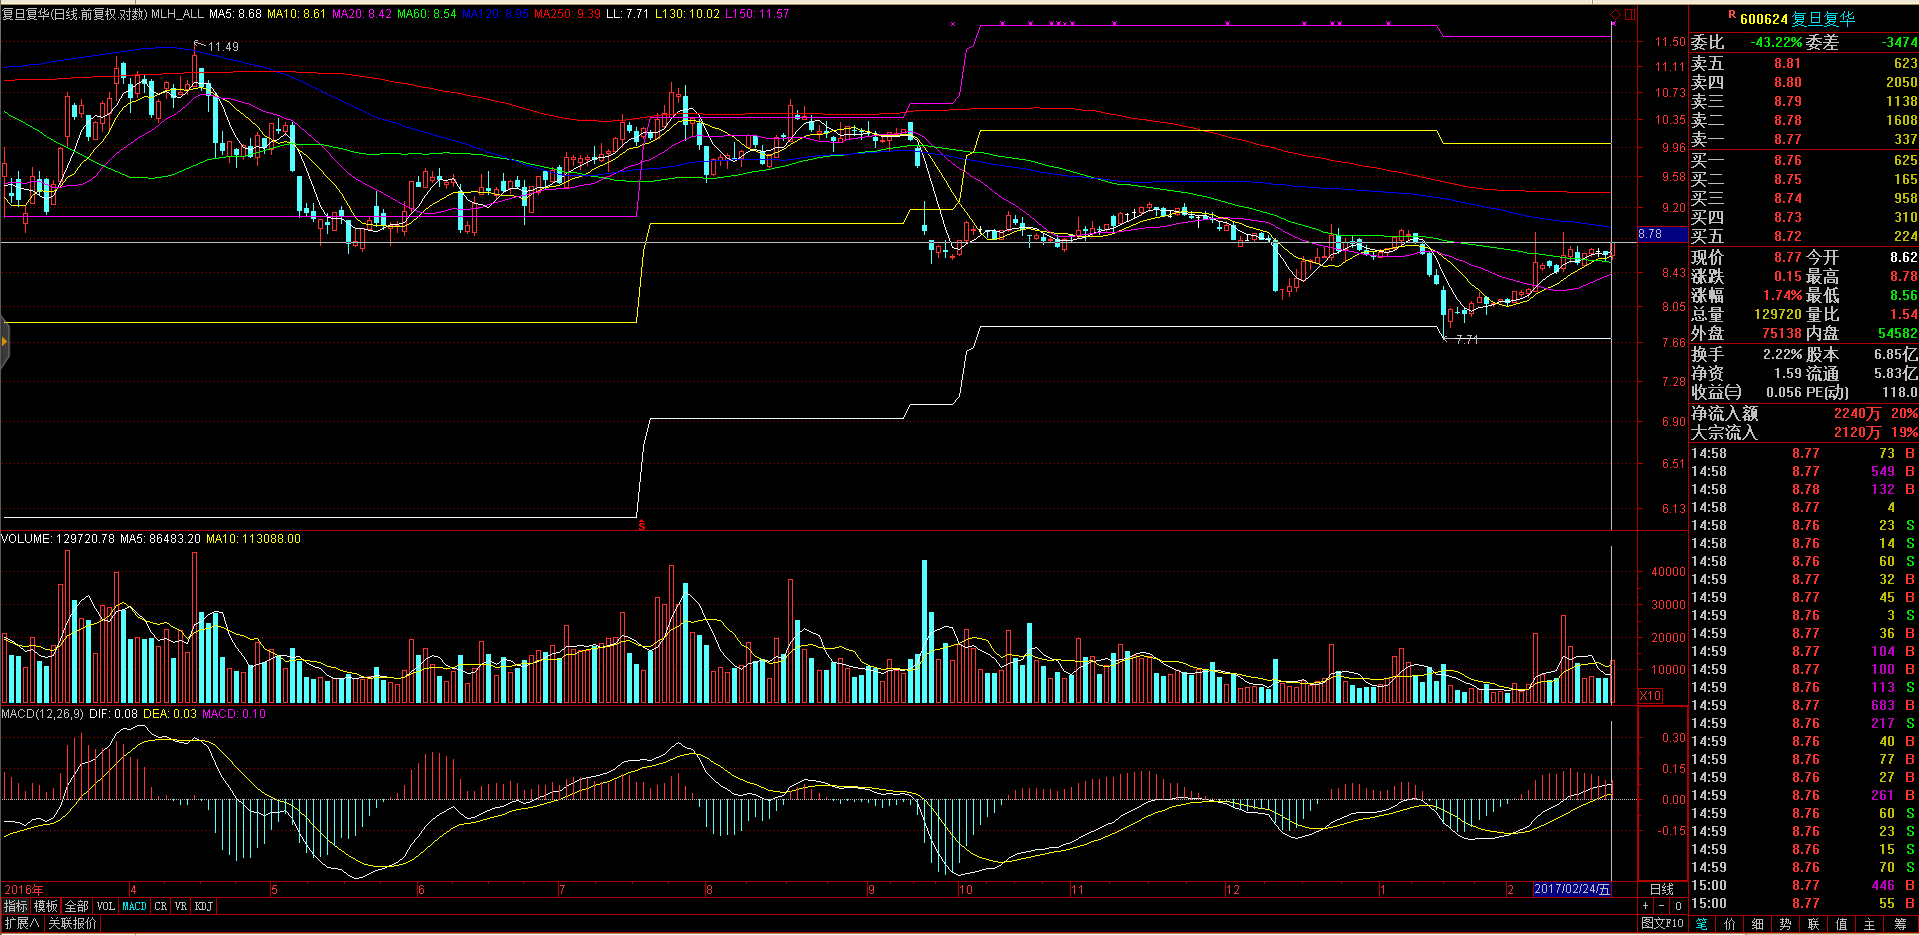 复旦复华(日线.前复权.对数) MLH_ALL MA5: 8.68 MA10: 8.61 MA20: 8.42 MA60: 8.54 MA120: 8.95 MA250: 9.39 LL: 7.71 L130: 10.02 L150: 11.57
11.49
7.71
S
11.50
11.11
10.73
10.35
9.96
9.58
9.20
8.78
8.43
8.05
7.66
7.28
6.90
6.51
6.13
VOLUME: 129720.78 MA5: 86483.20 MA10: 113088.00
40000
30000
20000
10000
X10
MACD(12,26,9) DIF: 0.08 DEA: 0.03 MACD: 0.10
0.30
0.15
0.00
-0.15
2016年 4 5 6 7 8 9 10 11 12 1 2 2017/02/24/五 日线
指标 模板 全部 VOL MACD CR VR KDJ + - 0
扩展∧ 关联报价 图文F10
R 600624 复旦复华
委比 -43.22% 委差 -3474
卖五 8.81 623
卖四 8.80 2050
卖三 8.79 1138
卖二 8.78 1608
卖一 8.77 337
买一 8.76 625
买二 8.75 165
买三 8.74 958
买四 8.73 310
买五 8.72 224
现价 8.77 今开 8.62
涨跌 0.15 最高 8.78
涨幅 1.74% 最低 8.56
总量 129720 量比 1.54
外盘 75138 内盘 54582
换手 2.22% 股本 6.85亿
净资 1.59 流通 5.83亿
收益㈢ 0.056 PE(动) 118.0
净流入额 2240万 20%
大宗流入 2120万 19%
14:58 8.77 73 B
14:58 8.77 549 B
14:58 8.78 132 B
14:58 8.77 4
14:58 8.76 23 S
14:58 8.76 14 S
14:58 8.76 60 S
14:59 8.77 32 B
14:59 8.77 45 B
14:59 8.76 3 S
14:59 8.77 36 B
14:59 8.77 104 B
14:59 8.77 100 B
14:59 8.76 113 S
14:59 8.77 683 B
14:59 8.76 217 S
14:59 8.76 40 B
14:59 8.76 77 B
14:59 8.76 27 B
14:59 8.76 261 B
14:59 8.76 60 S
14:59 8.76 23 S
14:59 8.76 15 S
14:59 8.76 70 S
15:00 8.77 446 B
15:00 8.77 55 B
笔 价 细 势 联 值 主 筹